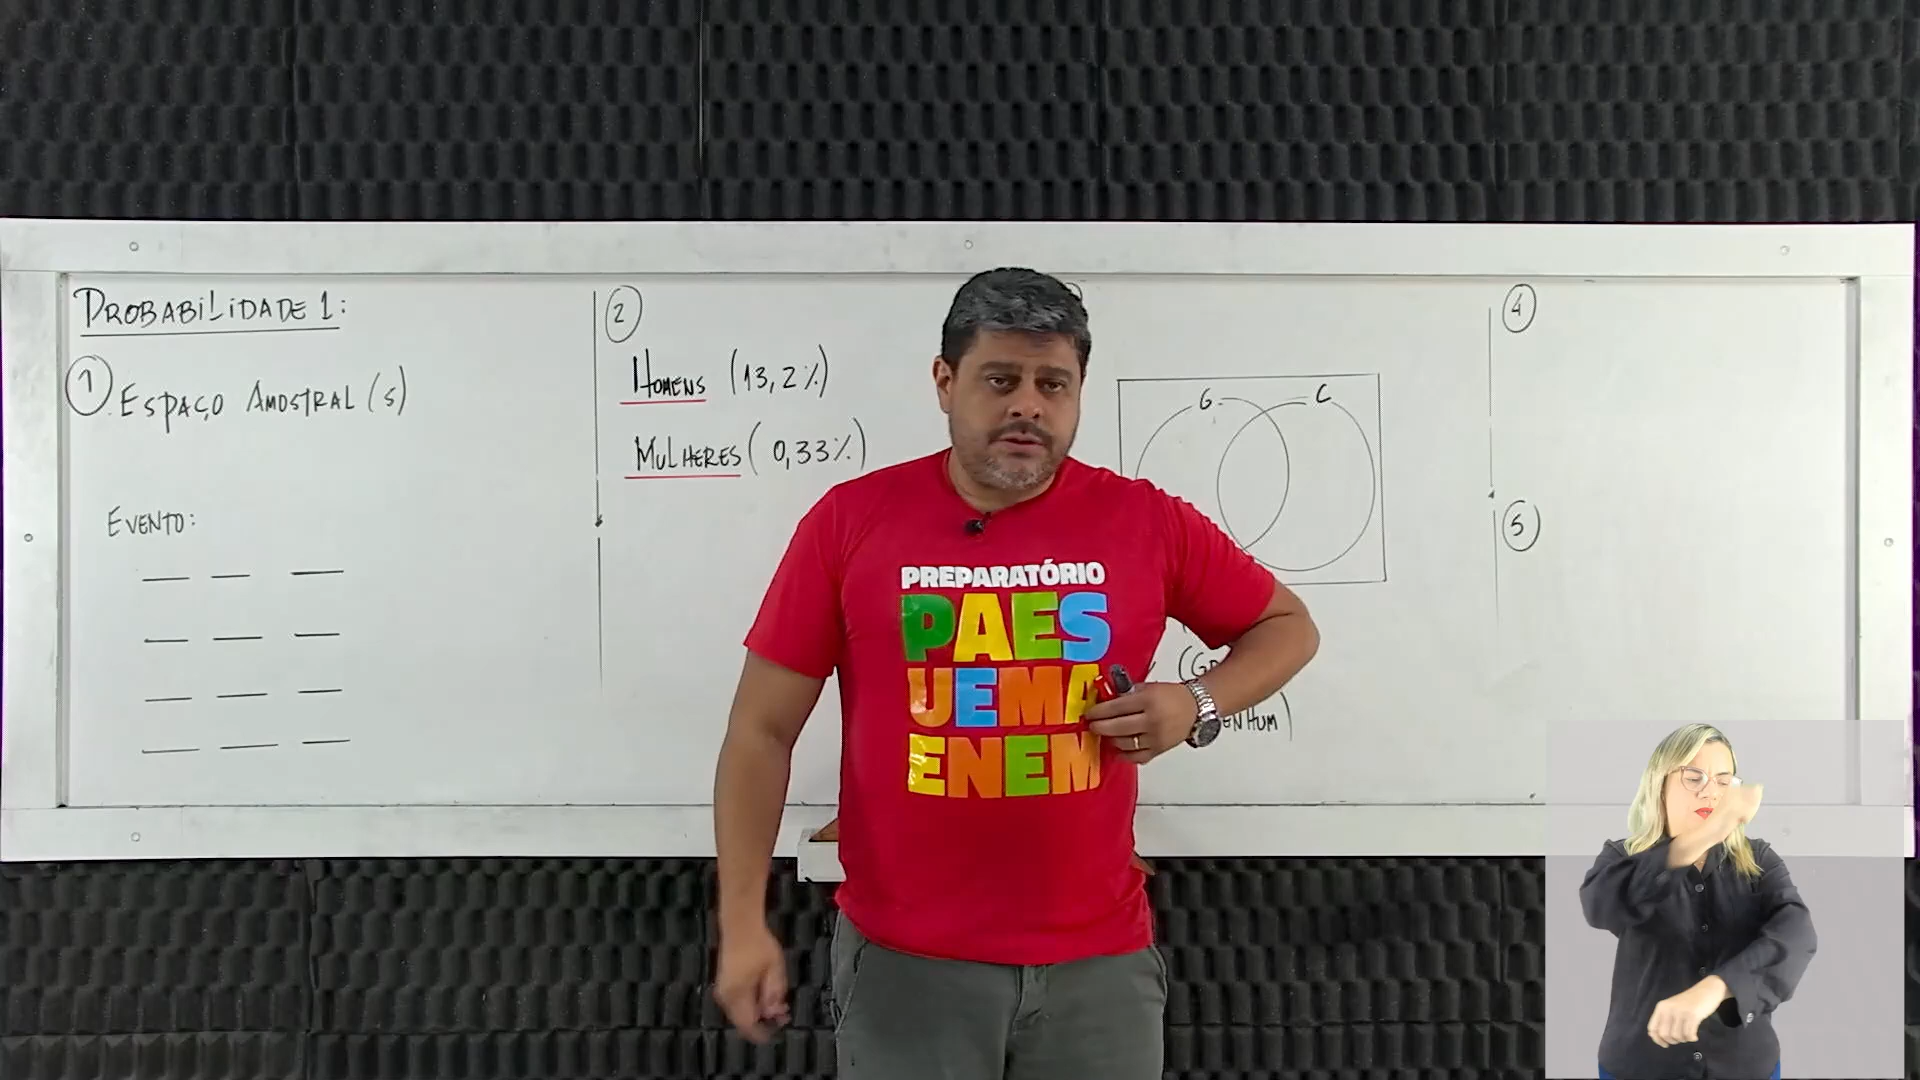 PROBABILIDADE 1:
1
ESPAÇO AMOSTRAL (S)
EVENTO:
2
HOMENS (13,2%)
MULHERES (0,33%)
G C
4
5
PREPARATÓRIO
PAES
UEMA
ENEM